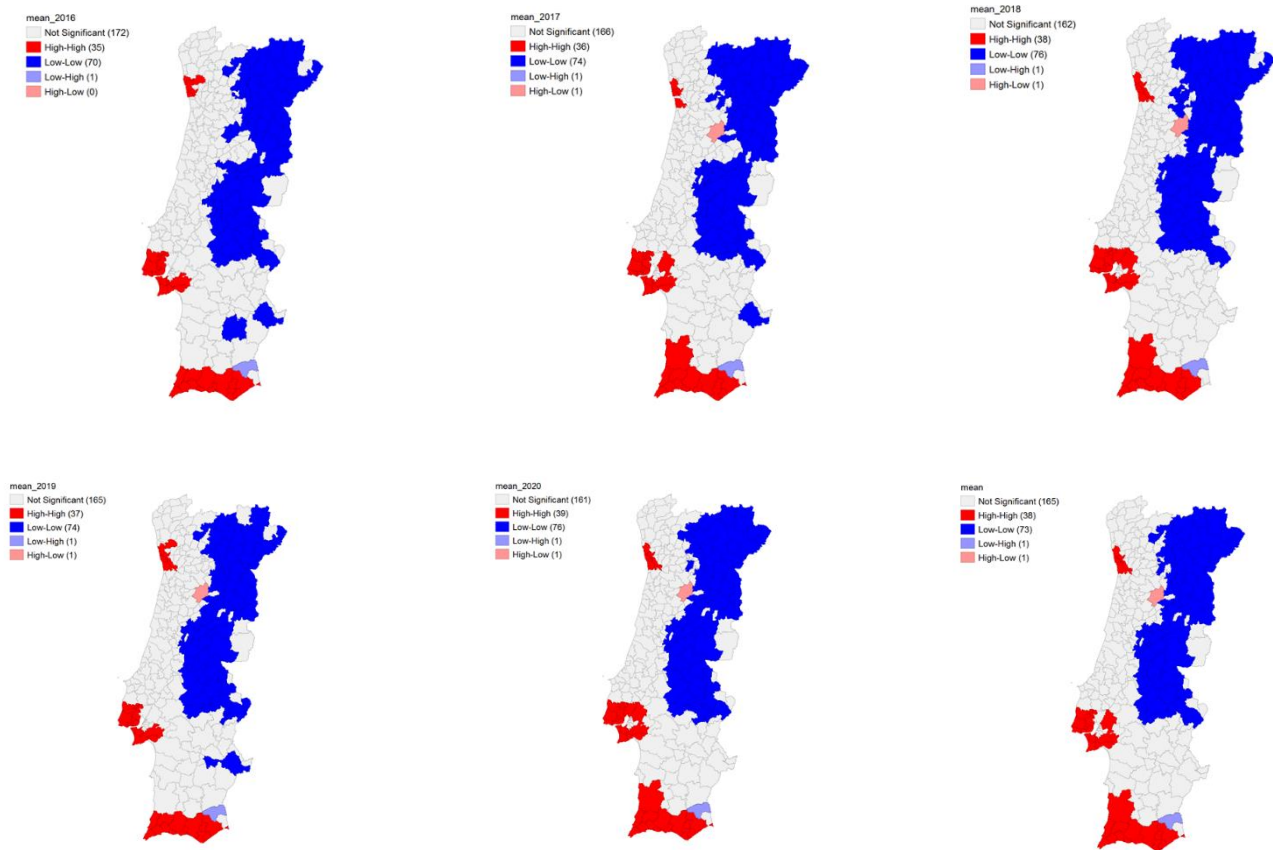 mean_2016
Not Significant (172)
High-High (35)
Low-Low (70)
Low-High (1)
High-Low (0)
mean_2017
Not Significant (166)
High-High (36)
Low-Low (74)
Low-High (1)
High-Low (1)
mean_2018
Not Significant (162)
High-High (38)
Low-Low (76)
Low-High (1)
High-Low (1)
mean_2019
Not Significant (165)
High-High (37)
Low-Low (74)
Low-High (1)
High-Low (1)
mean_2020
Not Significant (161)
High-High (39)
Low-Low (76)
Low-High (1)
High-Low (1)
mean
Not Significant (165)
High-High (38)
Low-Low (73)
Low-High (1)
High-Low (1)